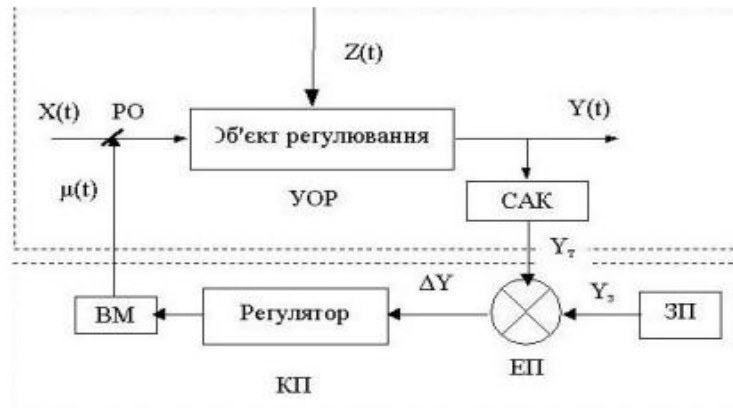 Z(t)
X(t) РО Y(t)
Об'єкт регулювання
μ(t)
УОР САК
Yт
ΔY Yз
ВМ Регулятор ЗП
ЕП
КП